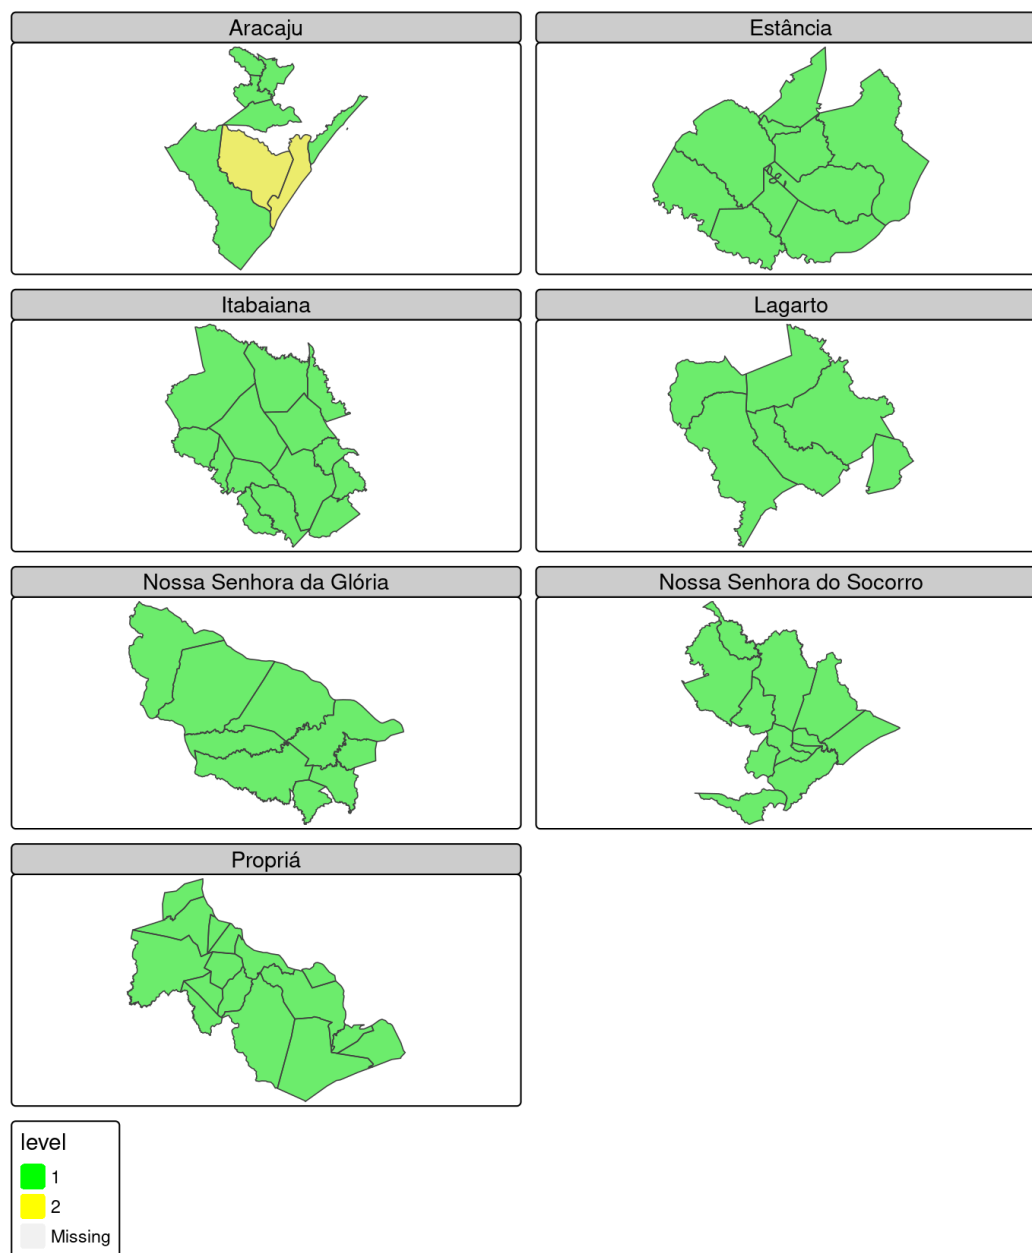 Aracaju
Estância
Itabaiana
Lagarto
Nossa Senhora da Glória
Nossa Senhora do Socorro
Propriá
level
1
2
Missing